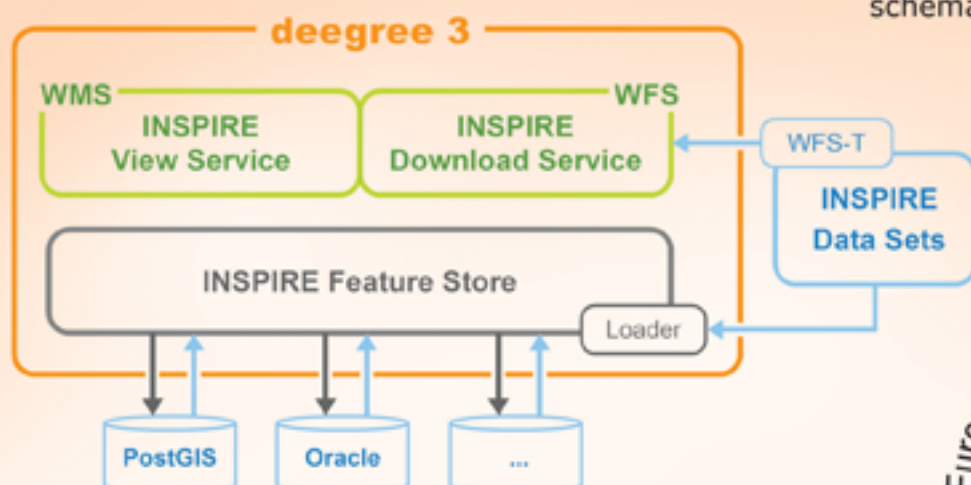 schema
deegree 3
WMS
WFS
INSPIRE
View Service
INSPIRE
Download Service
WFS-T
INSPIRE
Data Sets
INSPIRE Feature Store
Loader
PostGIS
Oracle
...
Euro